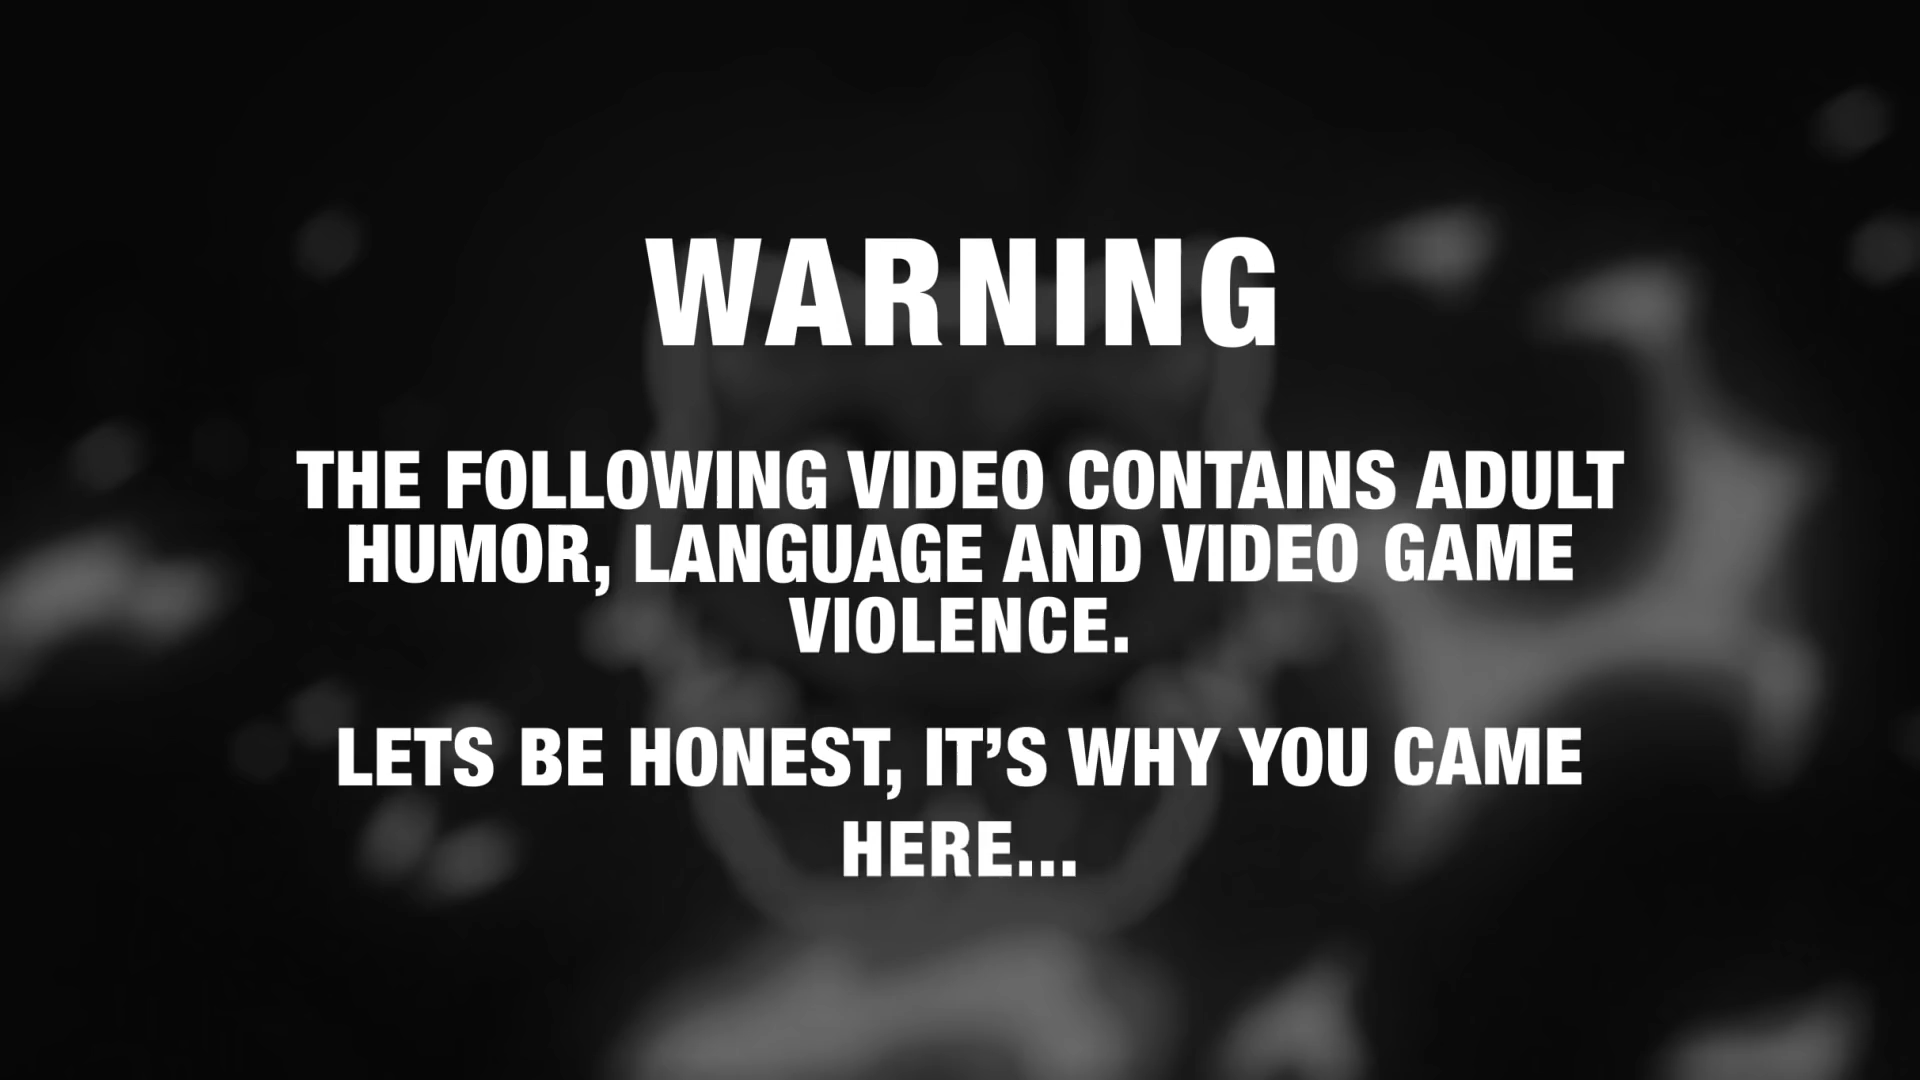 WARNING
THE FOLLOWING VIDEO CONTAINS ADULT
HUMOR, LANGUAGE AND VIDEO GAME
VIOLENCE.
LETS BE HONEST, IT’S WHY YOU CAME
HERE...